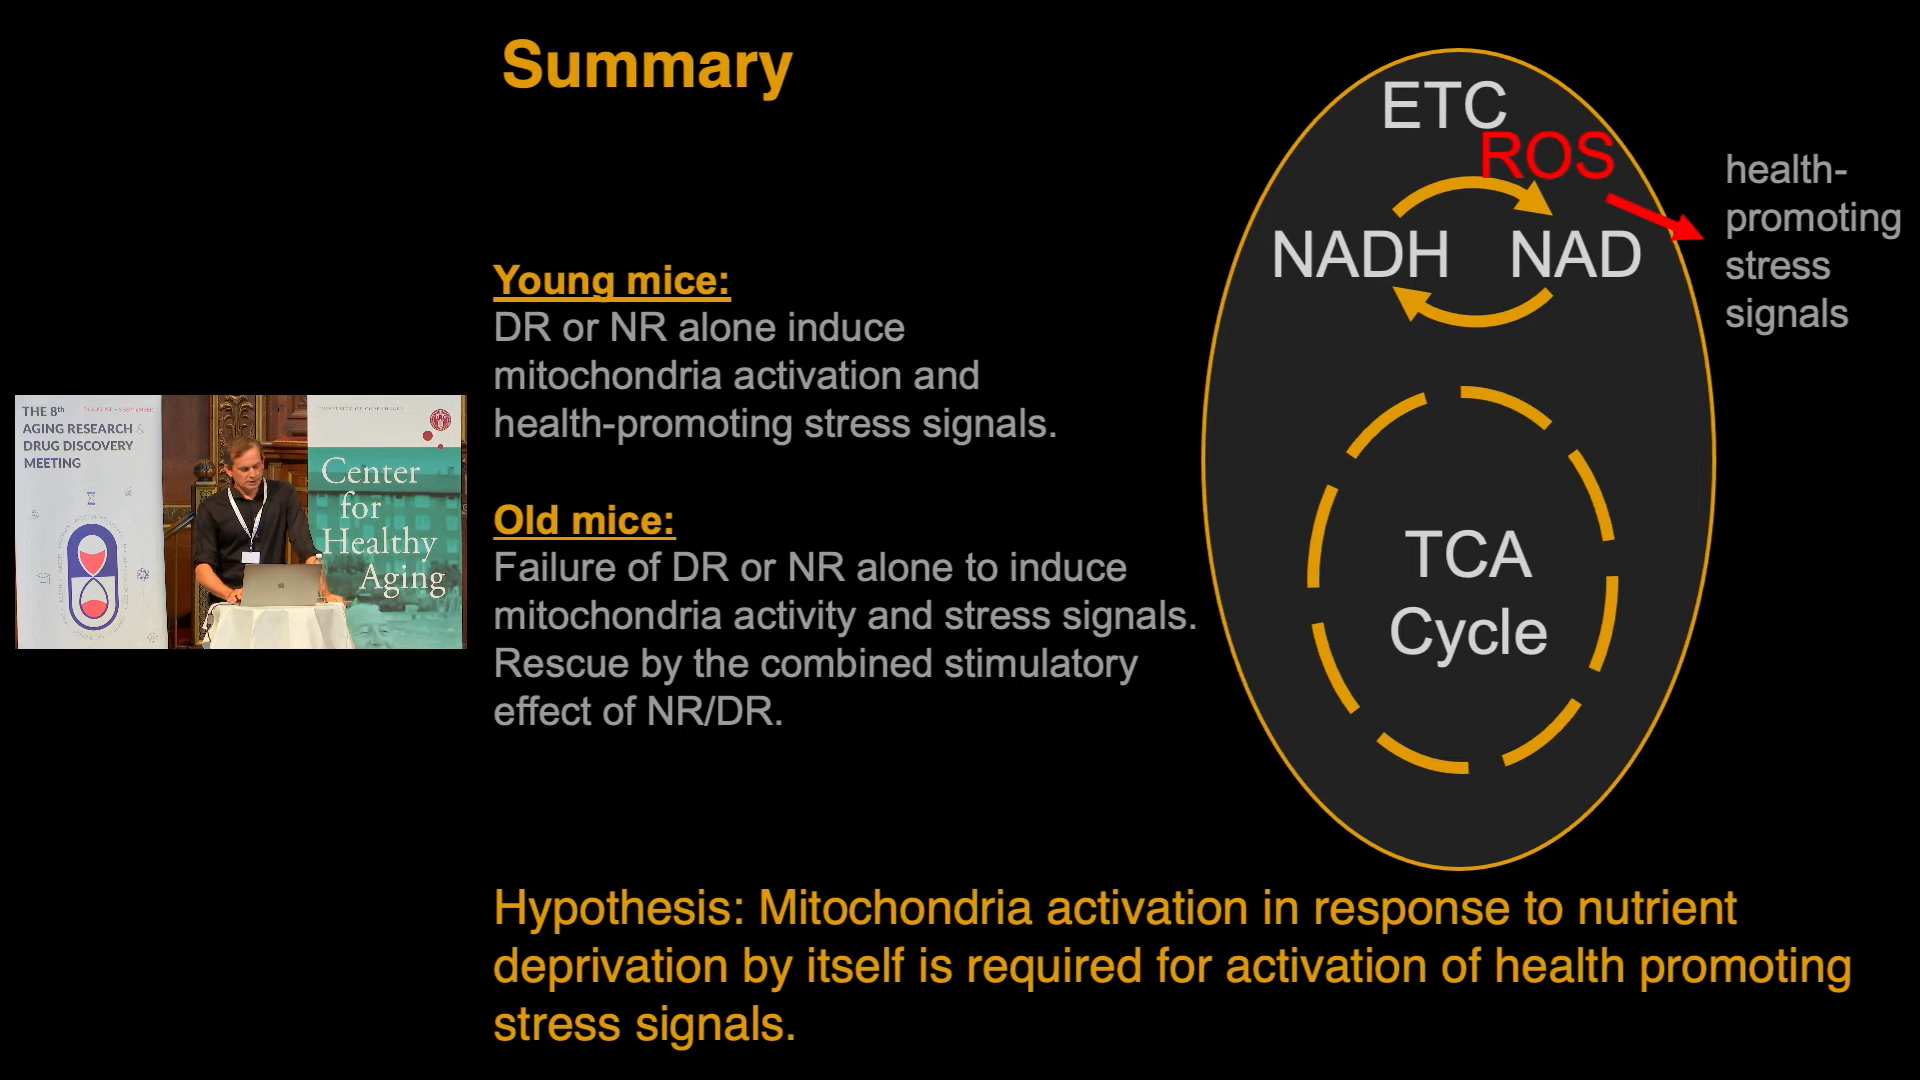 Summary
Young mice:
DR or NR alone induce
mitochondria activation and
health-promoting stress signals.
Old mice:
Failure of DR or NR alone to induce
mitochondria activity and stress signals.
Rescue by the combined stimulatory
effect of NR/DR.
Hypothesis: Mitochondria activation in response to nutrient
deprivation by itself is required for activation of health promoting
stress signals.
ETC
ROS
NADH NAD
TCA
Cycle
health-
promoting
stress
signals
THE 8th
AGING RESEARCH &
DRUG DISCOVERY
MEETING
UNIVERSITY OF COPENHAGEN
Center
for
Healthy
Aging